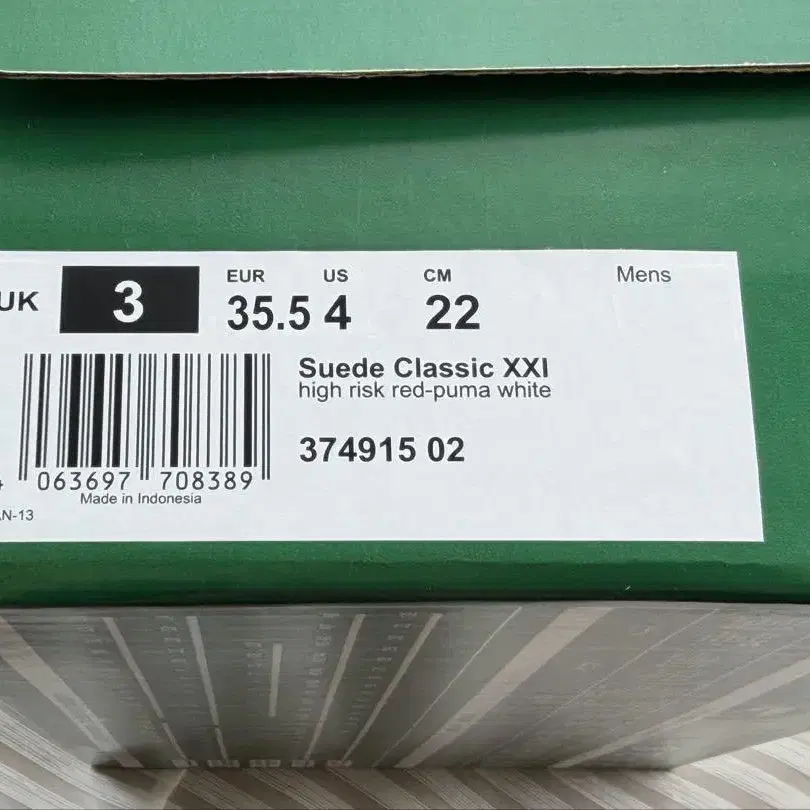 EUR US CM Mens
UK 3 35.5 4 22
Suede Classic XXI
high risk red-puma white
374915 02
063697 708389
Made in Indonesia
N-13